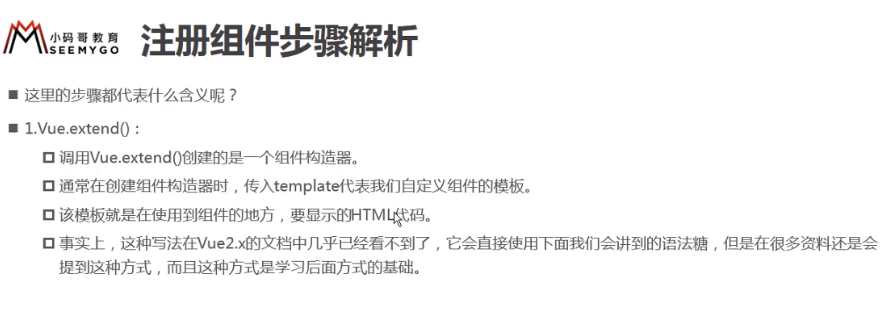 小码哥教育
SEEMYGO
注册组件步骤解析
这里的步骤都代表什么含义呢？
1.Vue.extend()：
调用Vue.extend()创建的是一个组件构造器。
通常在创建组件构造器时，传入template代表我们自定义组件的模板。
该模板就是在使用到组件的地方，要显示的HTML代码。
事实上，这种写法在Vue2.x的文档中几乎已经看不到了，它会直接使用下面我们会讲到的语法糖，但是在很多资料还是会
提到这种方式，而且这种方式是学习后面方式的基础。